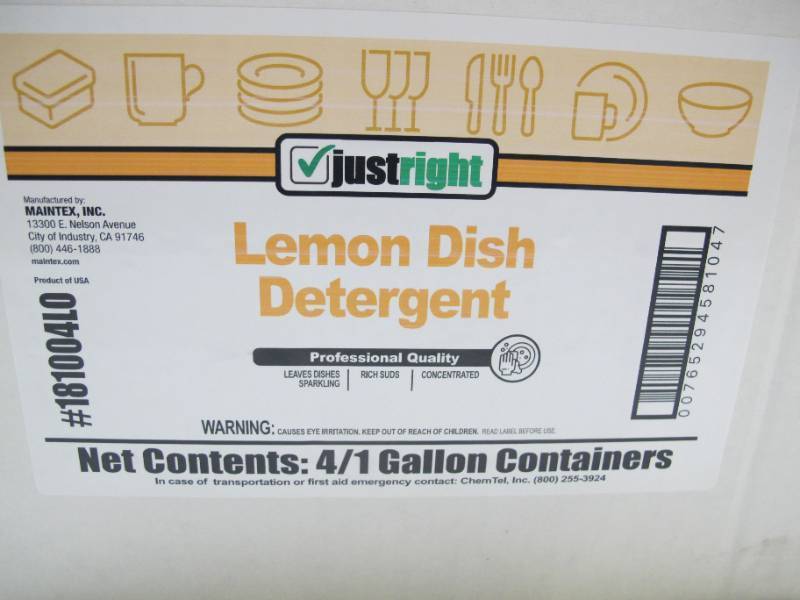 justright
Manufactured by:
MAINTEX, INC.
13300 E. Nelson Avenue
City of Industry, CA 91746
(800) 446-1888
maintex.com
Product of USA
#181004LO
Lemon Dish
Detergent
Professional Quality
LEAVES DISHES
SPARKLING
RICH SUDS
CONCENTRATED
00765294581047
WARNING: CAUSES EYE IRRITATION. KEEP OUT OF REACH OF CHILDREN. READ LABEL BEFORE USE.
Net Contents: 4/1 Gallon Containers
In case of transportation or first aid emergency contact: ChemTel, Inc. (800) 255-3924